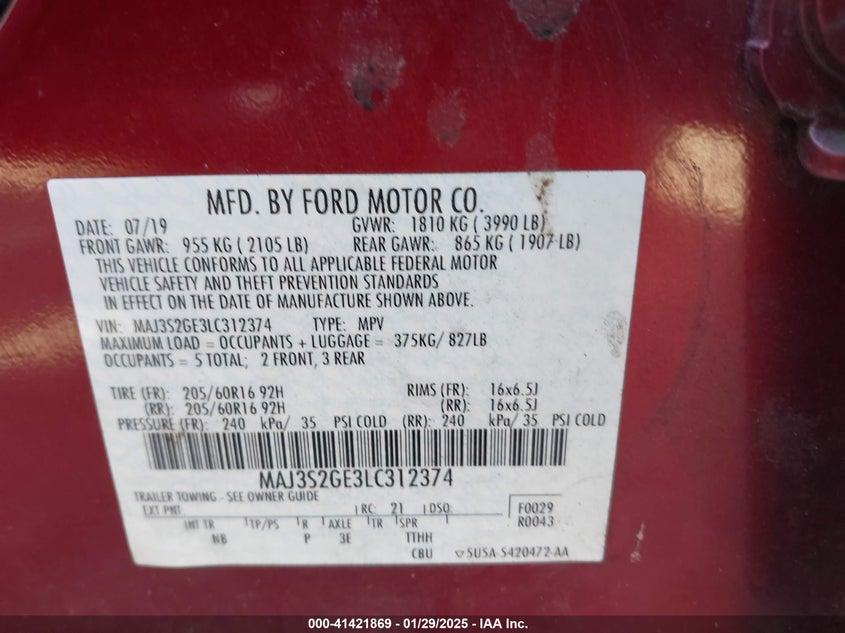 MFD. BY FORD MOTOR CO.
DATE: 07/19 GVWR: 1810 KG ( 3990 LB)
FRONT GAWR: 955 KG ( 2105 LB) REAR GAWR: 865 KG ( 1907 LB)
THIS VEHICLE CONFORMS TO ALL APPLICABLE FEDERAL MOTOR
VEHICLE SAFETY AND THEFT PREVENTION STANDARDS
IN EFFECT ON THE DATE OF MANUFACTURE SHOWN ABOVE.
VIN: MAJ3S2GE3LC312374 TYPE: MPV
MAXIMUM LOAD = OCCUPANTS + LUGGAGE = 375KG/ 827LB
OCCUPANTS = 5 TOTAL; 2 FRONT, 3 REAR
TIRE (FR): 205/60R16 92H RIMS (FR): 16x6.5J
(RR): 205/60R16 92H (RR): 16x6.5J
PRESSURE (FR): 240 kPa/ 35 PSI COLD (RR): 240 kPa/ 35 PSI COLD
MAJ3S2GE3LC312374
TRAILER TOWING - SEE OWNER GUIDE
EXT PNT: RC: 21 DSO: F0029
R0043
INT TR TP/PS R AXLE TR SPR
NB P 3E TTHH
CBU 5U5A-S420472-AA
000-41421869 - 01/29/2025 - IAA Inc.